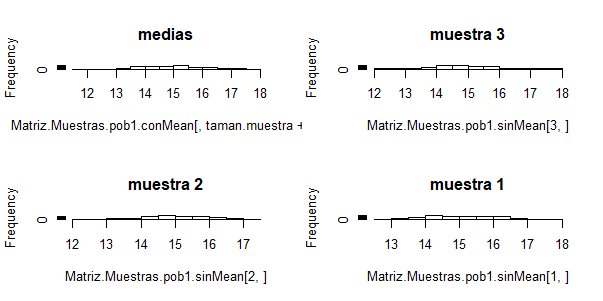 medias
Frequency
0
12 13 14 15 16 17 18
Matriz.Muestras.pob1.conMean[, taman.muestra +
muestra 3
Frequency
0
12 13 14 15 16 17 18
Matriz.Muestras.pob1.sinMean[3, ]
muestra 2
Frequency
0
12 13 14 15 16 17
Matriz.Muestras.pob1.sinMean[2, ]
muestra 1
Frequency
0
13 14 15 16 17 18
Matriz.Muestras.pob1.sinMean[1, ]